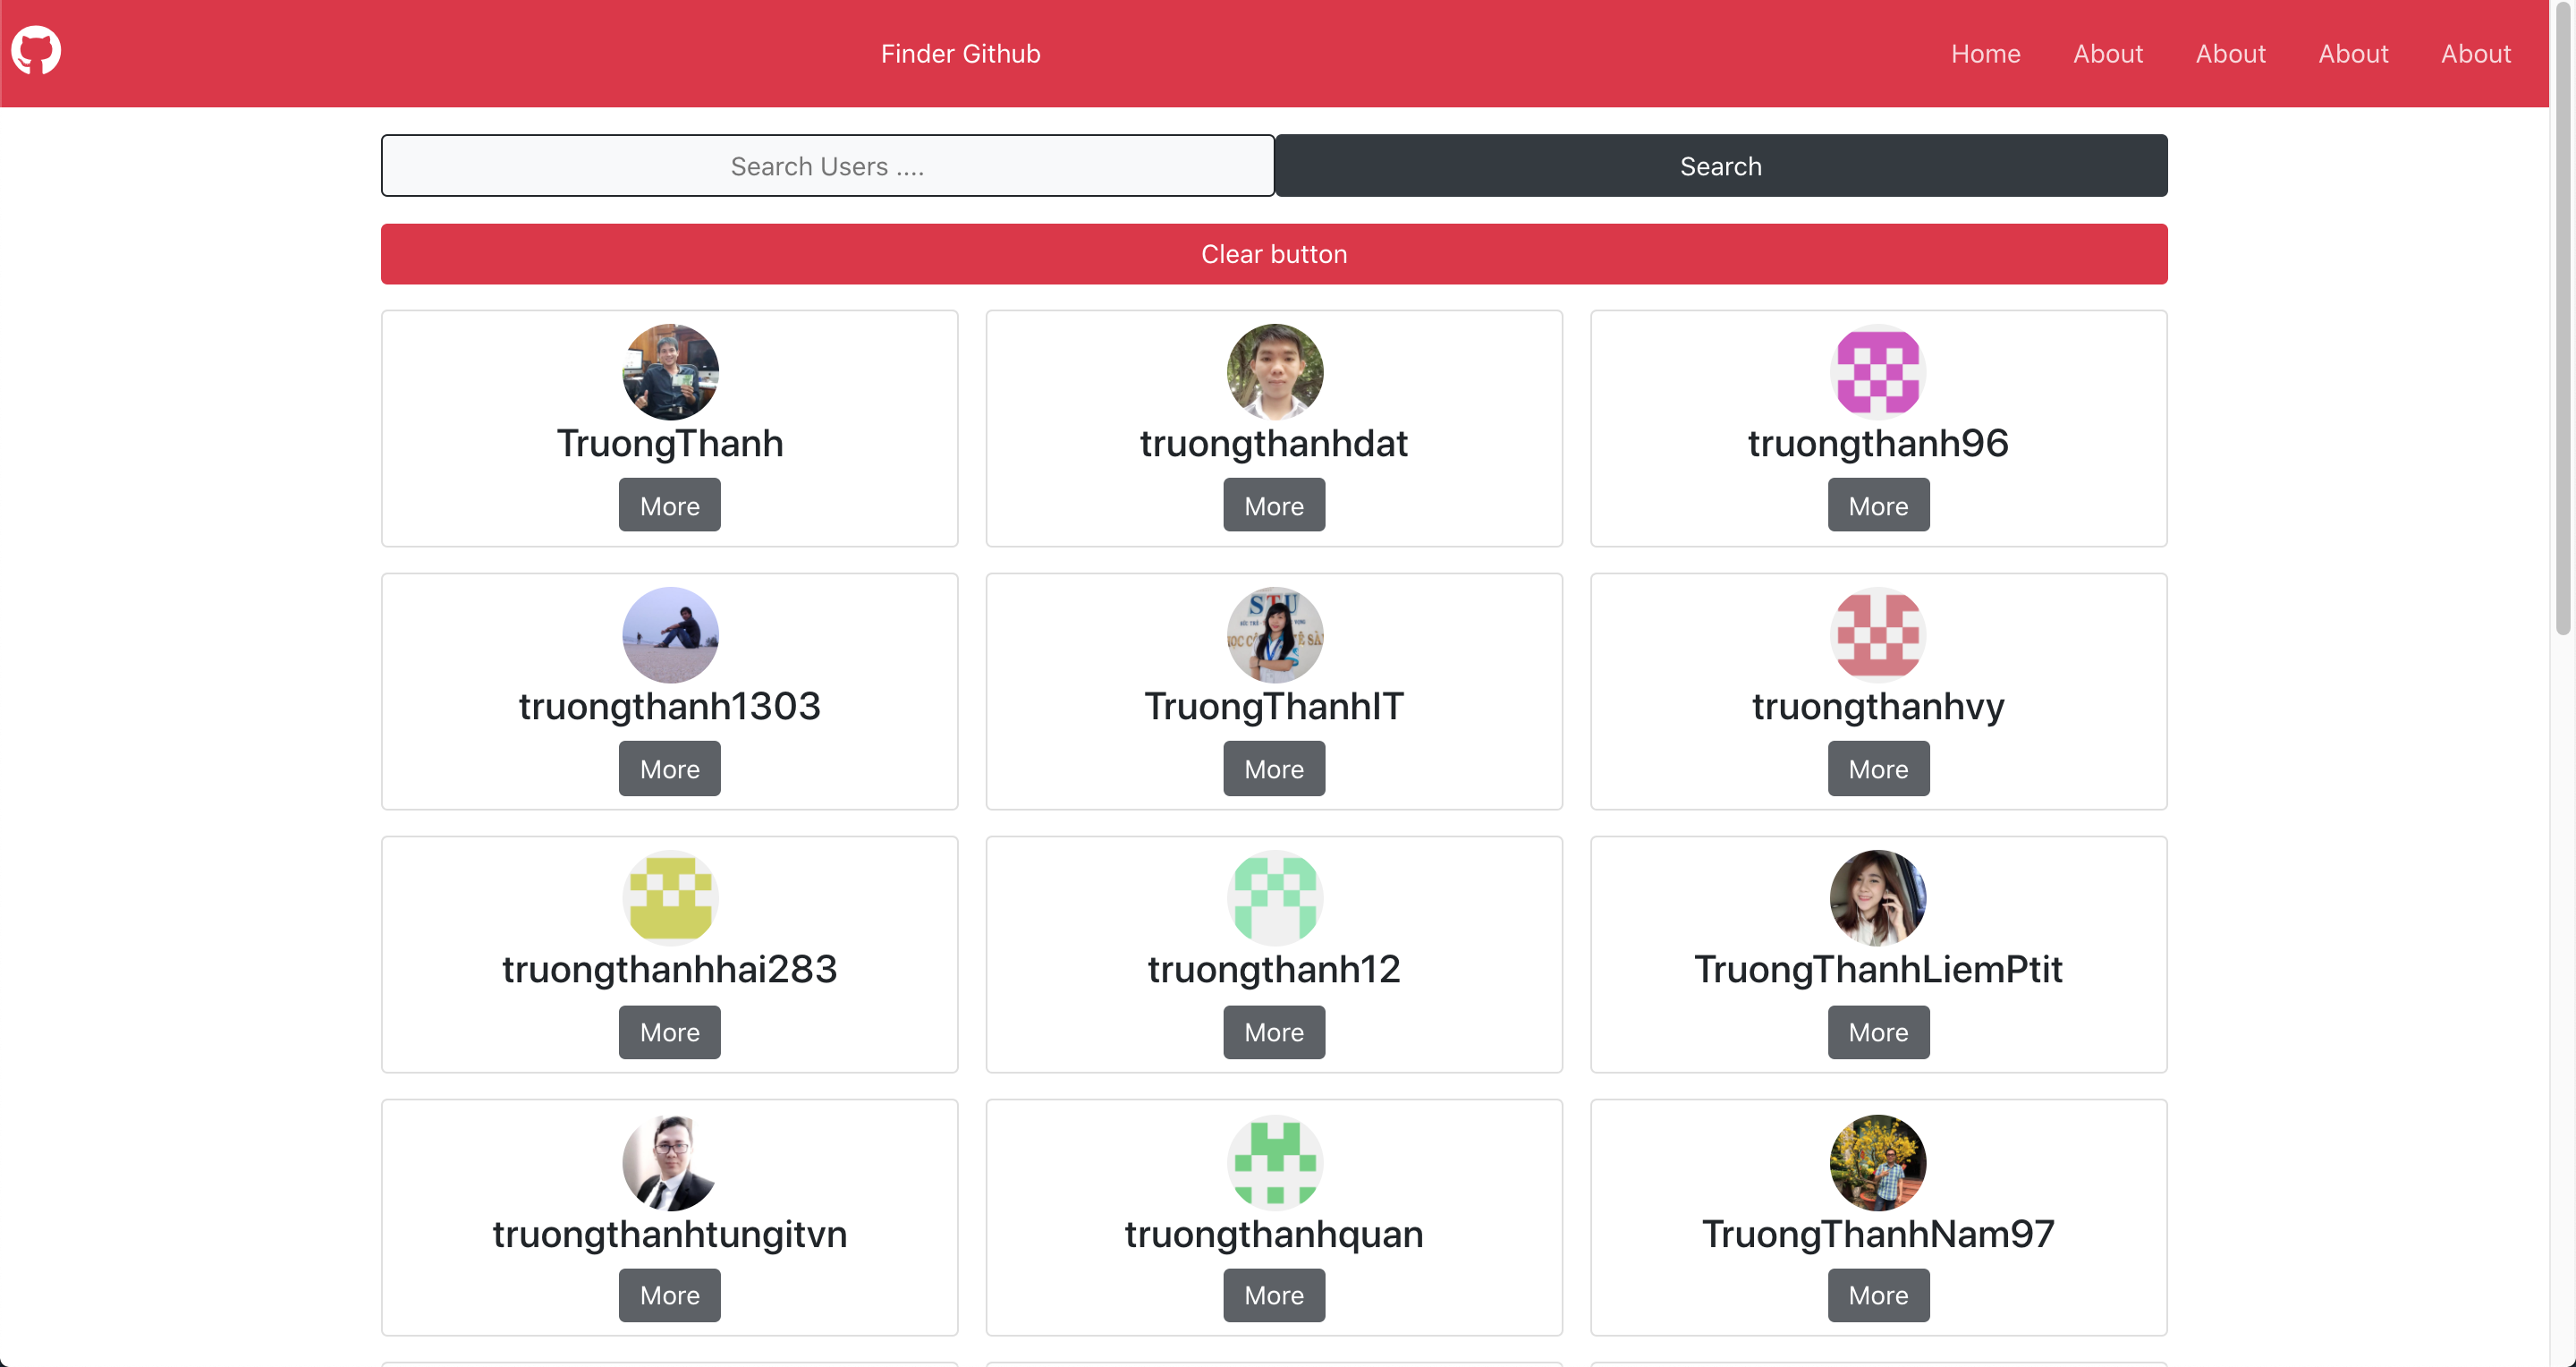 Finder Github
Home About About About About
Search Users ....
Search
Clear button
TruongThanh
More
truongthanhdat
More
truongthanh96
More
truongthanh1303
More
STU
TruongThanhIT
More
truongthanhvy
More
truongthanhhai283
More
truongthanh12
More
TruongThanhLiemPtit
More
truongthanhtungitvn
More
truongthanhquan
More
TruongThanhNam97
More